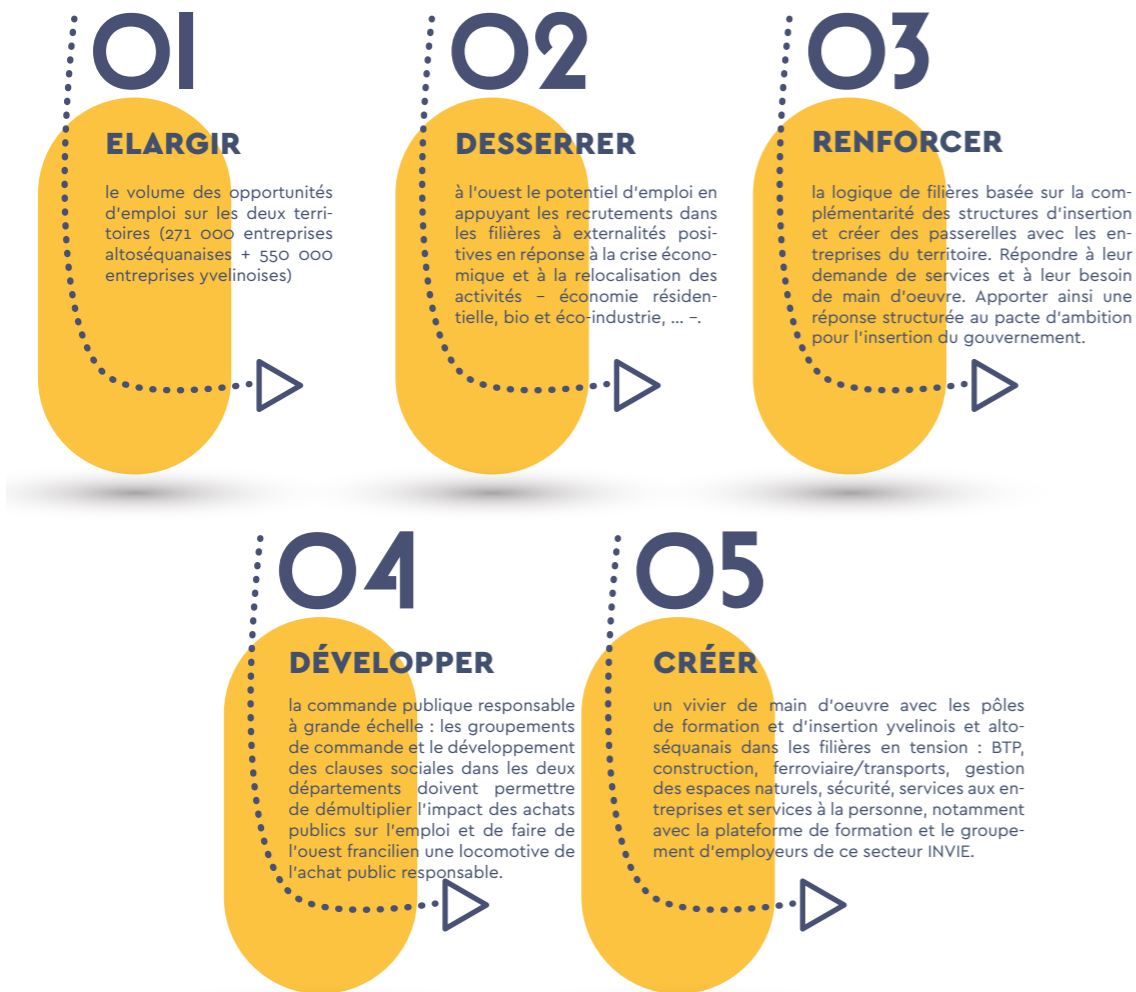 01
ELARGIR
le volume des opportunités
d'emploi sur les deux terri-
toires (271 000 entreprises
altoséquanaises + 550 000
entreprises yvelinoises)
02
DESSERRER
à l'ouest le potentiel d'emploi en
appuyant les recrutements dans
les filières à externalités posi-
tives en réponse à la crise écono-
mique et à la relocalisation des
activités – économie résiden-
tielle, bio et éco-industrie, ... –.
03
RENFORCER
la logique de filières basée sur la com-
plémentarité des structures d'insertion
et créer des passerelles avec les en-
treprises du territoire. Répondre à leur
demande de services et à leur besoin
de main d'oeuvre. Apporter ainsi une
réponse structurée au pacte d'ambition
pour l'insertion du gouvernement.
04
DÉVELOPPER
la commande publique responsable
à grande échelle : les groupements
de commande et le développement
des clauses sociales dans les deux
départements doivent permettre
de démultiplier l'impact des achats
publics sur l'emploi et de faire de
l'ouest francilien une locomotive de
l'achat public responsable.
05
CRÉER
un vivier de main d'oeuvre avec les pôles
de formation et d'insertion yvelinois et alto-
séquanais dans les filières en tension : BTP,
construction, ferroviaire/transports, gestion
des espaces naturels, sécurité, services aux en-
treprises et services à la personne, notamment
avec la plateforme de formation et le groupe-
ment d'employeurs de ce secteur INVIE.